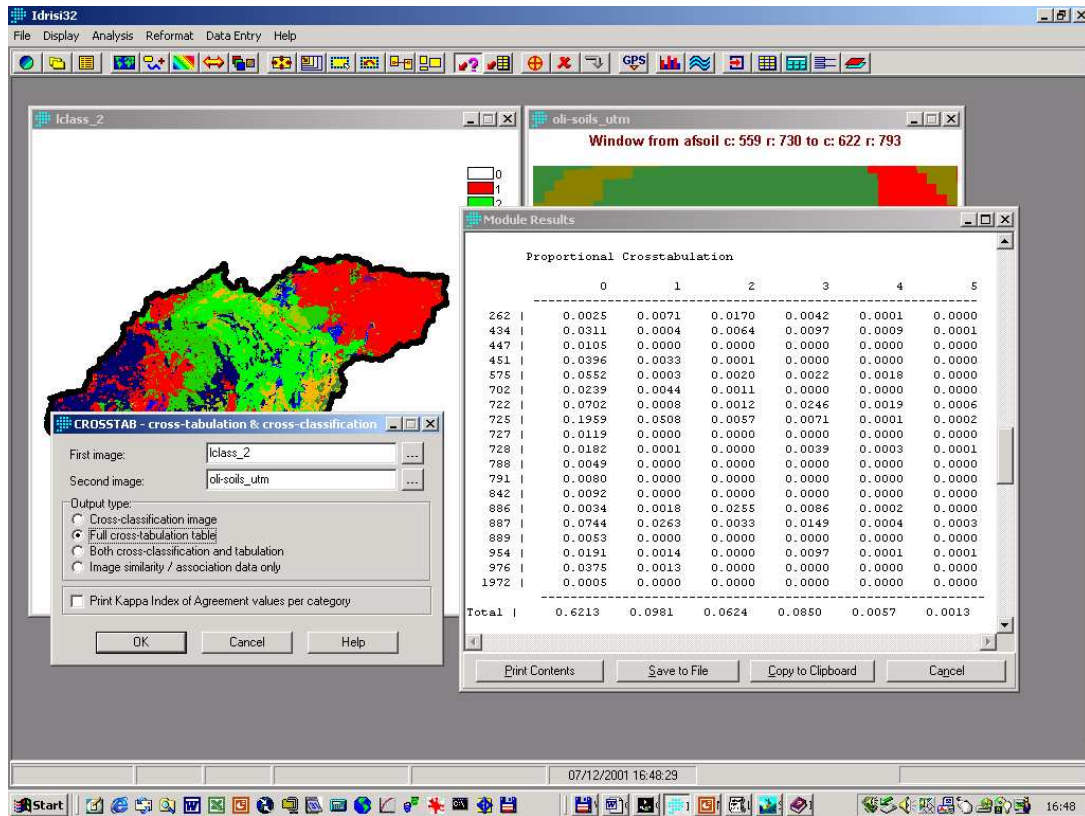 Idrisi32
File Display Analysis Reformat Data Entry Help
GPS
lclass_2
0
1
2
oli-soils_utm
Window from afsoil c: 559 r: 730 to c: 622 r: 793
Module Results
Proportional Crosstabulation
0 1 2 3 4 5
262 | 0.0025 0.0071 0.0170 0.0042 0.0001 0.0000
434 | 0.0311 0.0004 0.0064 0.0097 0.0009 0.0001
447 | 0.0105 0.0000 0.0000 0.0000 0.0000 0.0000
451 | 0.0396 0.0033 0.0001 0.0000 0.0000 0.0000
575 | 0.0552 0.0003 0.0020 0.0022 0.0018 0.0000
702 | 0.0239 0.0044 0.0011 0.0000 0.0000 0.0000
722 | 0.0702 0.0008 0.0012 0.0246 0.0019 0.0006
725 | 0.1959 0.0508 0.0057 0.0071 0.0001 0.0002
727 | 0.0119 0.0000 0.0000 0.0000 0.0000 0.0000
728 | 0.0182 0.0001 0.0000 0.0039 0.0003 0.0001
788 | 0.0049 0.0000 0.0000 0.0000 0.0000 0.0000
791 | 0.0080 0.0000 0.0000 0.0000 0.0000 0.0000
842 | 0.0092 0.0000 0.0000 0.0000 0.0000 0.0000
886 | 0.0034 0.0018 0.0255 0.0086 0.0002 0.0000
887 | 0.0744 0.0263 0.0033 0.0149 0.0004 0.0003
889 | 0.0053 0.0000 0.0000 0.0000 0.0000 0.0000
954 | 0.0191 0.0014 0.0000 0.0097 0.0001 0.0001
976 | 0.0375 0.0013 0.0000 0.0000 0.0000 0.0000
1972 | 0.0005 0.0000 0.0000 0.0000 0.0000 0.0000
Total | 0.6213 0.0981 0.0624 0.0850 0.0057 0.0013
Print Contents Save to File Copy to Clipboard Cancel
CROSSTAB - cross-tabulation & cross-classification
First image: lclass_2 ...
Second image: oli-soils_utm ...
Output type:
Cross-classification image
Full cross-tabulation table
Both cross-classification and tabulation
Image similarity / association data only
Print Kappa Index of Agreement values per category
OK Cancel Help
07/12/2001 16:48:29
Start
16:48